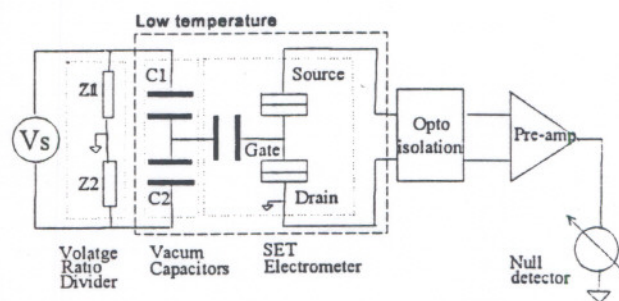 Low temperature
Z1
C1
Source
Vs
Gate
Opto
isolation
Pre-amp.
Z2
C2
Drain
Volatge
Ratio
Divider
Vacum
Capacitors
SET
Electrometer
Null
detector